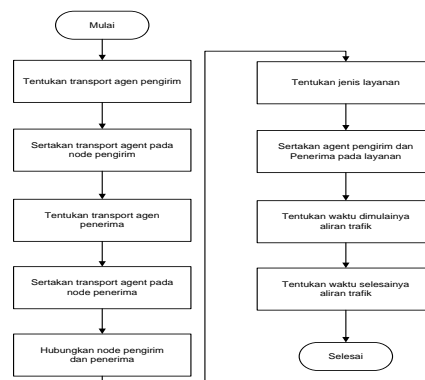 Mulai
Tentukan transport agen pengirim
Sertakan transport agent pada
node pengirim
Tentukan transport agen
penerima
Sertakan transport agent pada
node penerima
Hubungkan node pengirim
dan penerima
Tentukan jenis layanan
Sertakan agent pengirim dan
Penerima pada layanan
Tentukan waktu dimulainya
aliran trafik
Tentukan waktu selesainya
aliran trafik
Selesai